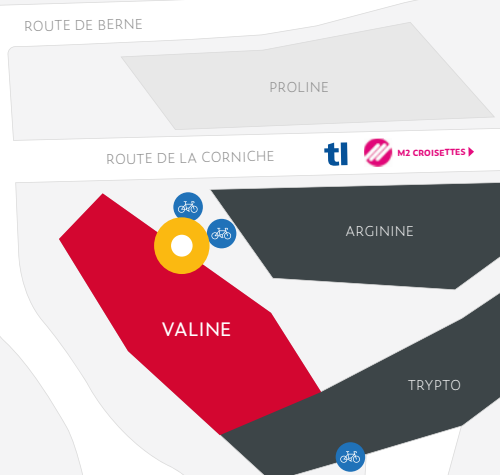 ROUTE DE BERNE
PROLINE
ROUTE DE LA CORNICHE
tl
M2 CROISETTES
ARGININE
VALINE
TRYPTO